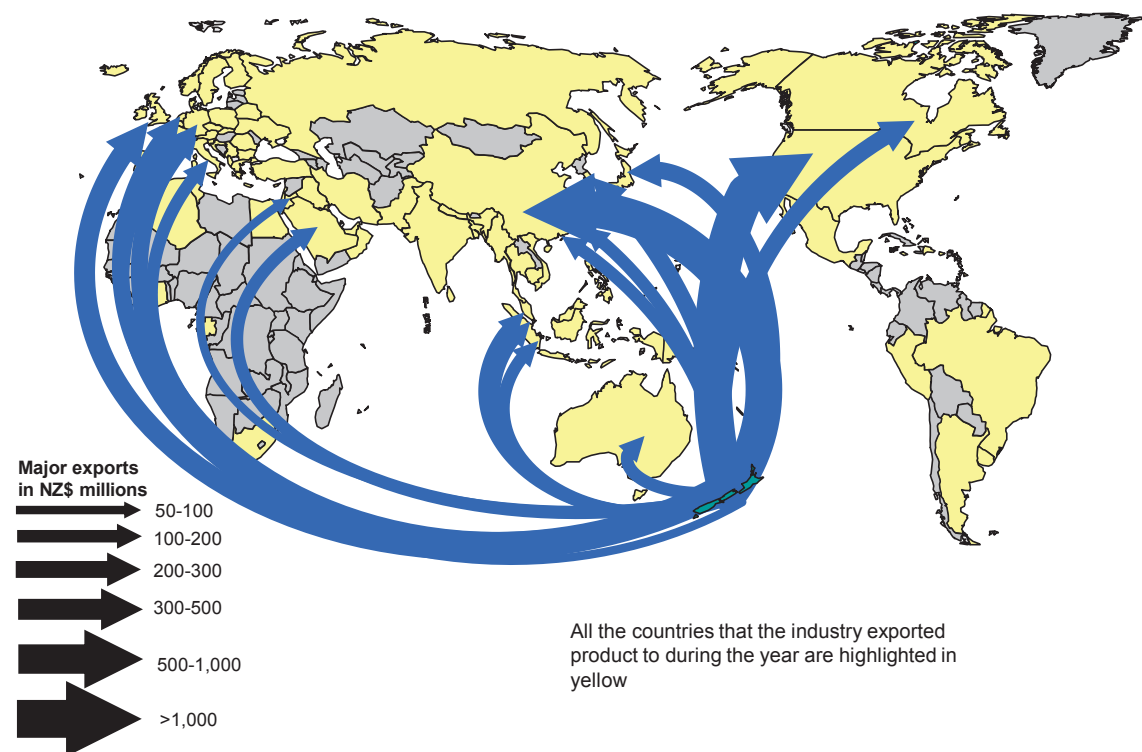 Major exports
in NZ$ millions
50-100
100-200
200-300
300-500
500-1,000
>1,000
All the countries that the industry exported
product to during the year are highlighted in
yellow